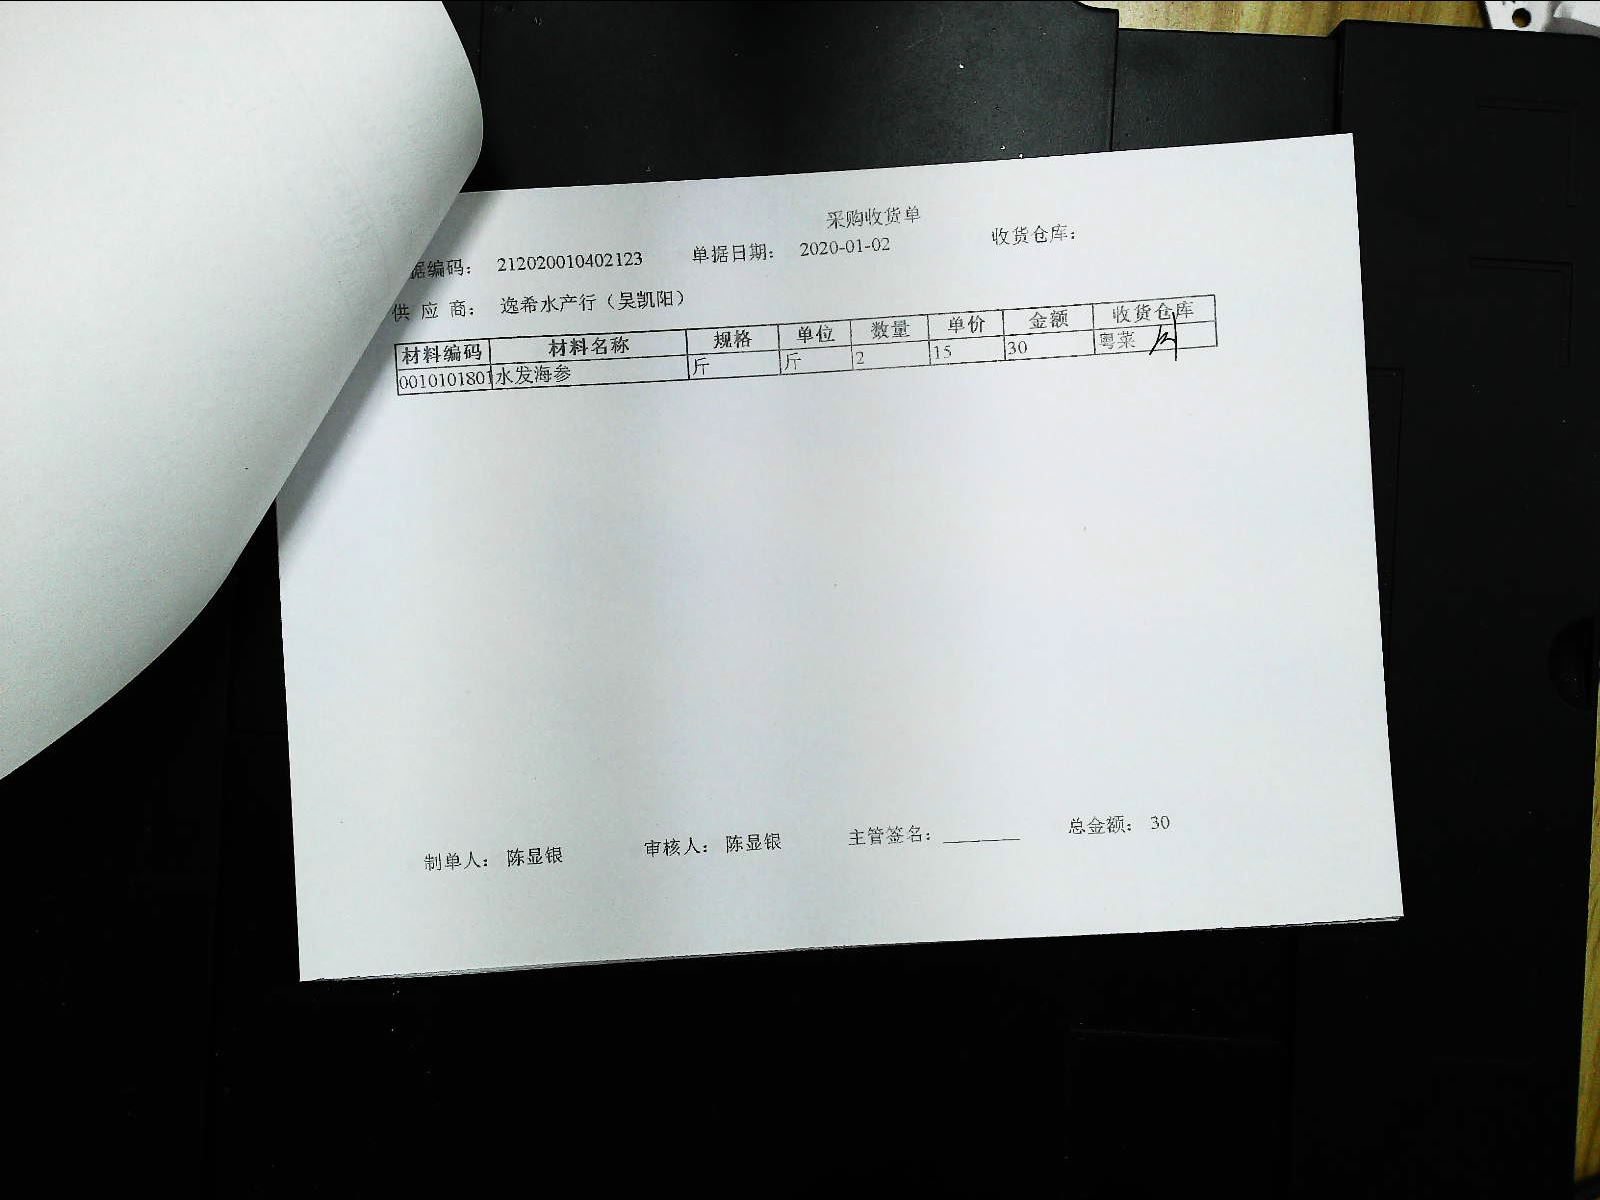 采购收货单
据编码： 212020010402123 单据日期： 2020-01-02 收货仓库：
供 应 商： 逸希水产行（吴凯阳）
材料编码 材料名称 规格 单位 数量 单价 金额 收货仓库
0010101801 水发海参 斤 斤 2 15 30 粤菜
制单人： 陈显银 审核人： 陈显银 主管签名： 总金额： 30